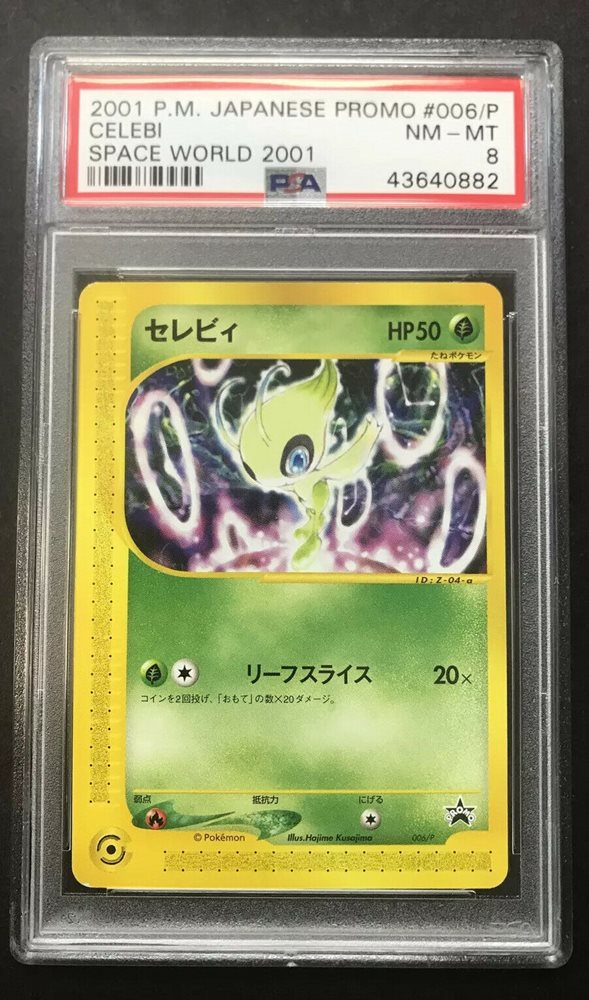 2001 P.M. JAPANESE PROMO #006/P
CELEBI NM-MT
SPACE WORLD 2001 8
PSA 43640882
セレビィ HP50
たねポケモン
ID:Z-04-a
リーフスライス 20×
コインを2回投げ、「おもて」の数×20ダメージ。
弱点 抵抗力 にげる
© Pokémon Illus.Hajime Kusajima 006/P